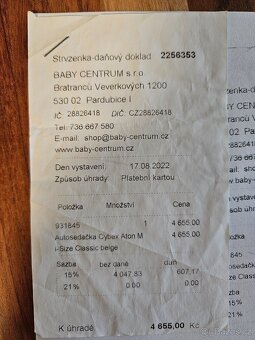 Stvrzenka-daňový doklad 2256353
BABY CENTRUM s.r.o
Bratranců Veverkových 1200
530 02 Pardubice I
IČ 28826418 DIČ CZ28826418
Tel: 736 667 580
E-mail: shop@baby-centrum.cz
www.baby-centrum.cz
Den vystavení: 17.08.2022
Způsob úhrady: Platební kartou
Položka Množství Cena
931845 1 4 655.00
Autosedačka Cybex Aton M 4 655.00
i-Size Classic beige
Sazba bez daně daň
15% 4 047.83 607.17
21% 0.00 0.00
K úhradě 4 655,00 Kč